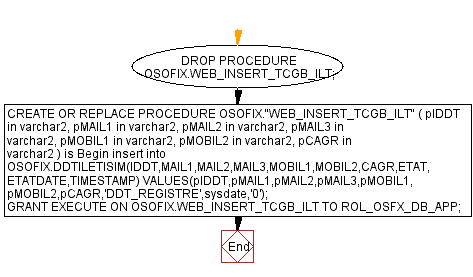 DROP PROCEDURE
OSOFIX.WEB_INSERT_TCGB_ILT;
CREATE OR REPLACE PROCEDURE OSOFIX."WEB_INSERT_TCGB_ILT" ( pIDDT
in varchar2, pMAIL1 in varchar2, pMAIL2 in varchar2, pMAIL3 in
varchar2, pMOBIL1 in varchar2, pMOBIL2 in varchar2, pCAGR in
varchar2 ) is Begin insert into
OSOFIX.DDTILETISIM(IDDT,MAIL1,MAIL2,MAIL3,MOBIL1,MOBIL2,CAGR,ETAT,
ETATDATE,TIMESTAMP) VALUES(pIDDT,pMAIL1,pMAIL2,pMAIL3,pMOBIL1,
pMOBIL2,pCAGR,'DDT_REGISTRE',sysdate,'0');
GRANT EXECUTE ON OSOFIX.WEB_INSERT_TCGB_ILT TO ROL_OSFX_DB_APP;
End